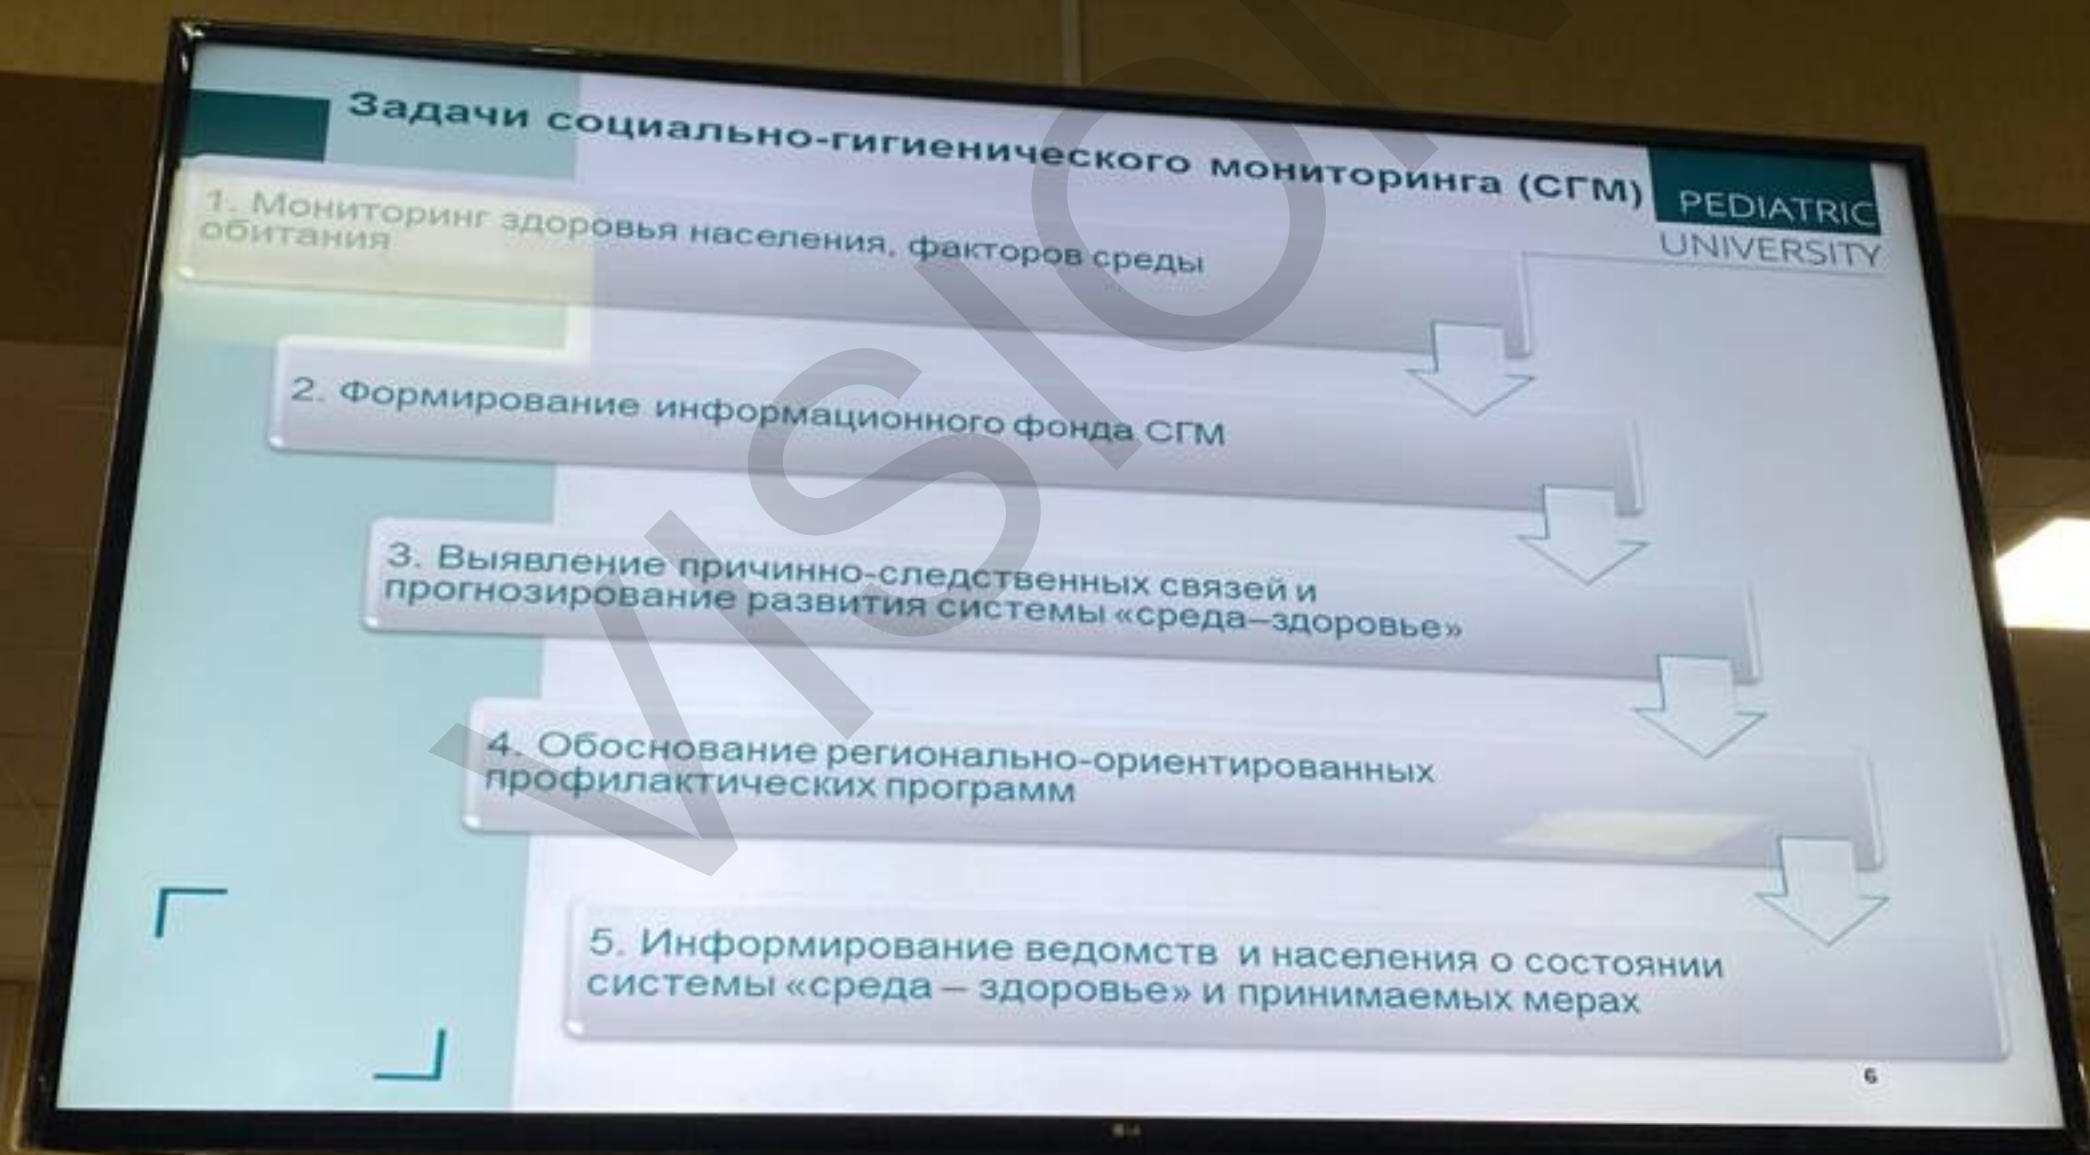 Задачи социально-гигиенического мониторинга (СГМ)
PEDIATRIC
UNIVERSITY
1. Мониторинг здоровья населения, факторов среды
обитания
2. Формирование информационного фонда СГМ
3. Выявление причинно-следственных связей и
прогнозирование развития системы «среда–здоровье»
4. Обоснование регионально-ориентированных
профилактических программ
5. Информирование ведомств и населения о состоянии
системы «среда – здоровье» и принимаемых мерах
6
LG